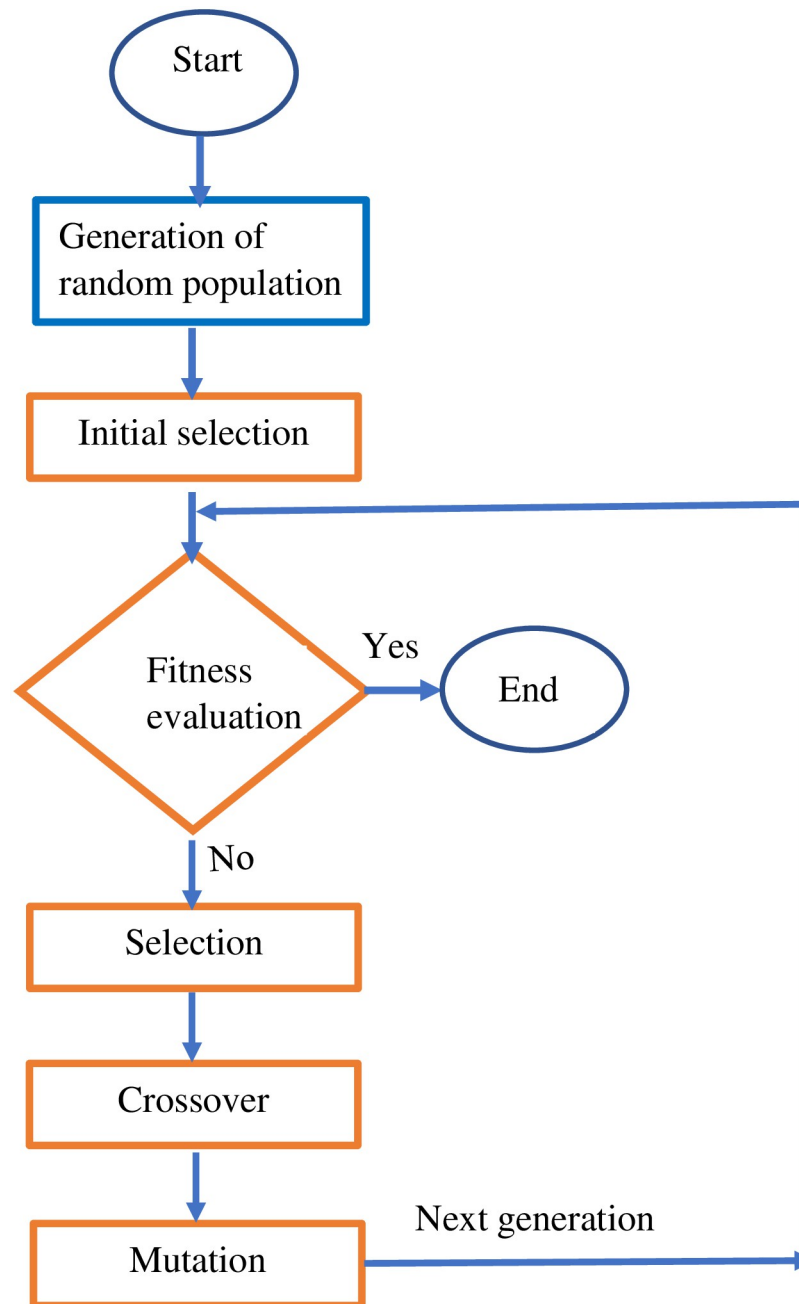 Start
Generation of
random population
Initial selection
Fitness
evaluation
Yes
End
No
Selection
Crossover
Mutation
Next generation